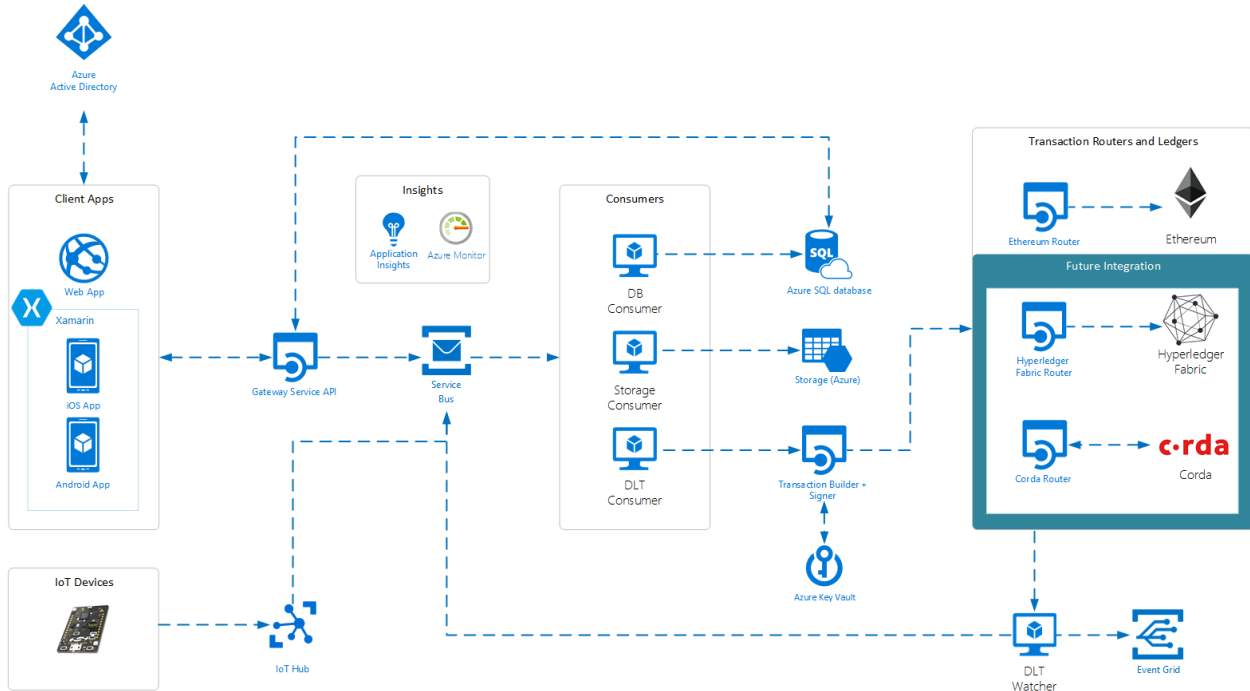 Azure
Active Directory
Client Apps
Web App
Xamarin
iOS App
Android App
IoT Devices
Gateway Service API
IoT Hub
Insights
Application
Insights
Azure Monitor
Service
Bus
Consumers
DB
Consumer
Storage
Consumer
DLT
Consumer
SQL
Azure SQL database
Storage (Azure)
Transaction Builder +
Signer
Azure Key Vault
Transaction Routers and Ledgers
Ethereum Router
Ethereum
Future Integration
Hyperledger
Fabric Router
Hyperledger
Fabric
Corda Router
c·rda
Corda
DLT
Watcher
Event Grid